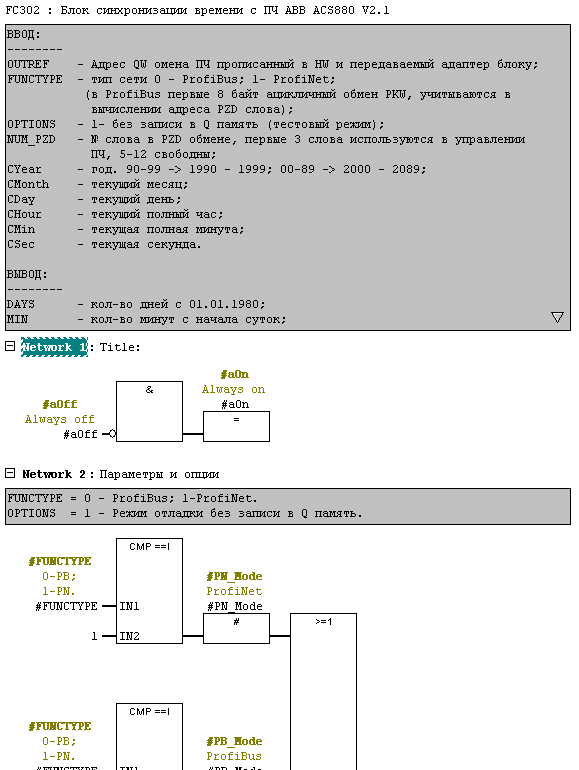 FC302 : Блок синхронизации времени с ПЧ ABB ACS880 V2.1
ВВОД:
--------
OUTREF - Адрес QW омена ПЧ прописанный в HW и передаваемый адаптер блоку;
FUNCTYPE - тип сети 0 - ProfiBus; 1- ProfiNet;
(в ProfiBus первые 8 байт ацикличный обмен PKW, учитываются в
вычислении адреса PZD слова);
OPTIONS - 1- без записи в Q память (тестовый режим);
NUM_PZD - № слова в PZD обмене, первые 3 слова используются в управлении
ПЧ, 5-12 свободны;
CYear - год. 90-99 -> 1990 - 1999; 00-89 -> 2000 - 2089;
CMonth - текущий месяц;
CDay - текущий день;
CHour - текущий полный час;
CMin - текущая полная минута;
CSec - текущая секунда.
ВЫВОД:
--------
DAYS - кол-во дней с 01.01.1980;
MIN - кол-во минут с начала суток;
Network 1: Title:
#aOn
& Always on
#aOff #aOn
Always off =
#aOff
Network 2: Параметры и опции
FUNCTYPE = 0 - ProfiBus; 1-ProfiNet.
OPTIONS = 1 - Режим отладки без записи в Q память.
CMP ==I
#FUNCTYPE
0-PB; #PN_Mode
1-PN. ProfiNet
#FUNCTYPE IN1 #PN_Mode
# >=1
1 IN2
CMP ==I
#FUNCTYPE
0-PB; #PB_Mode
1-PN. ProfiBus
#FUNCTYPE IN1 #PB_Mode